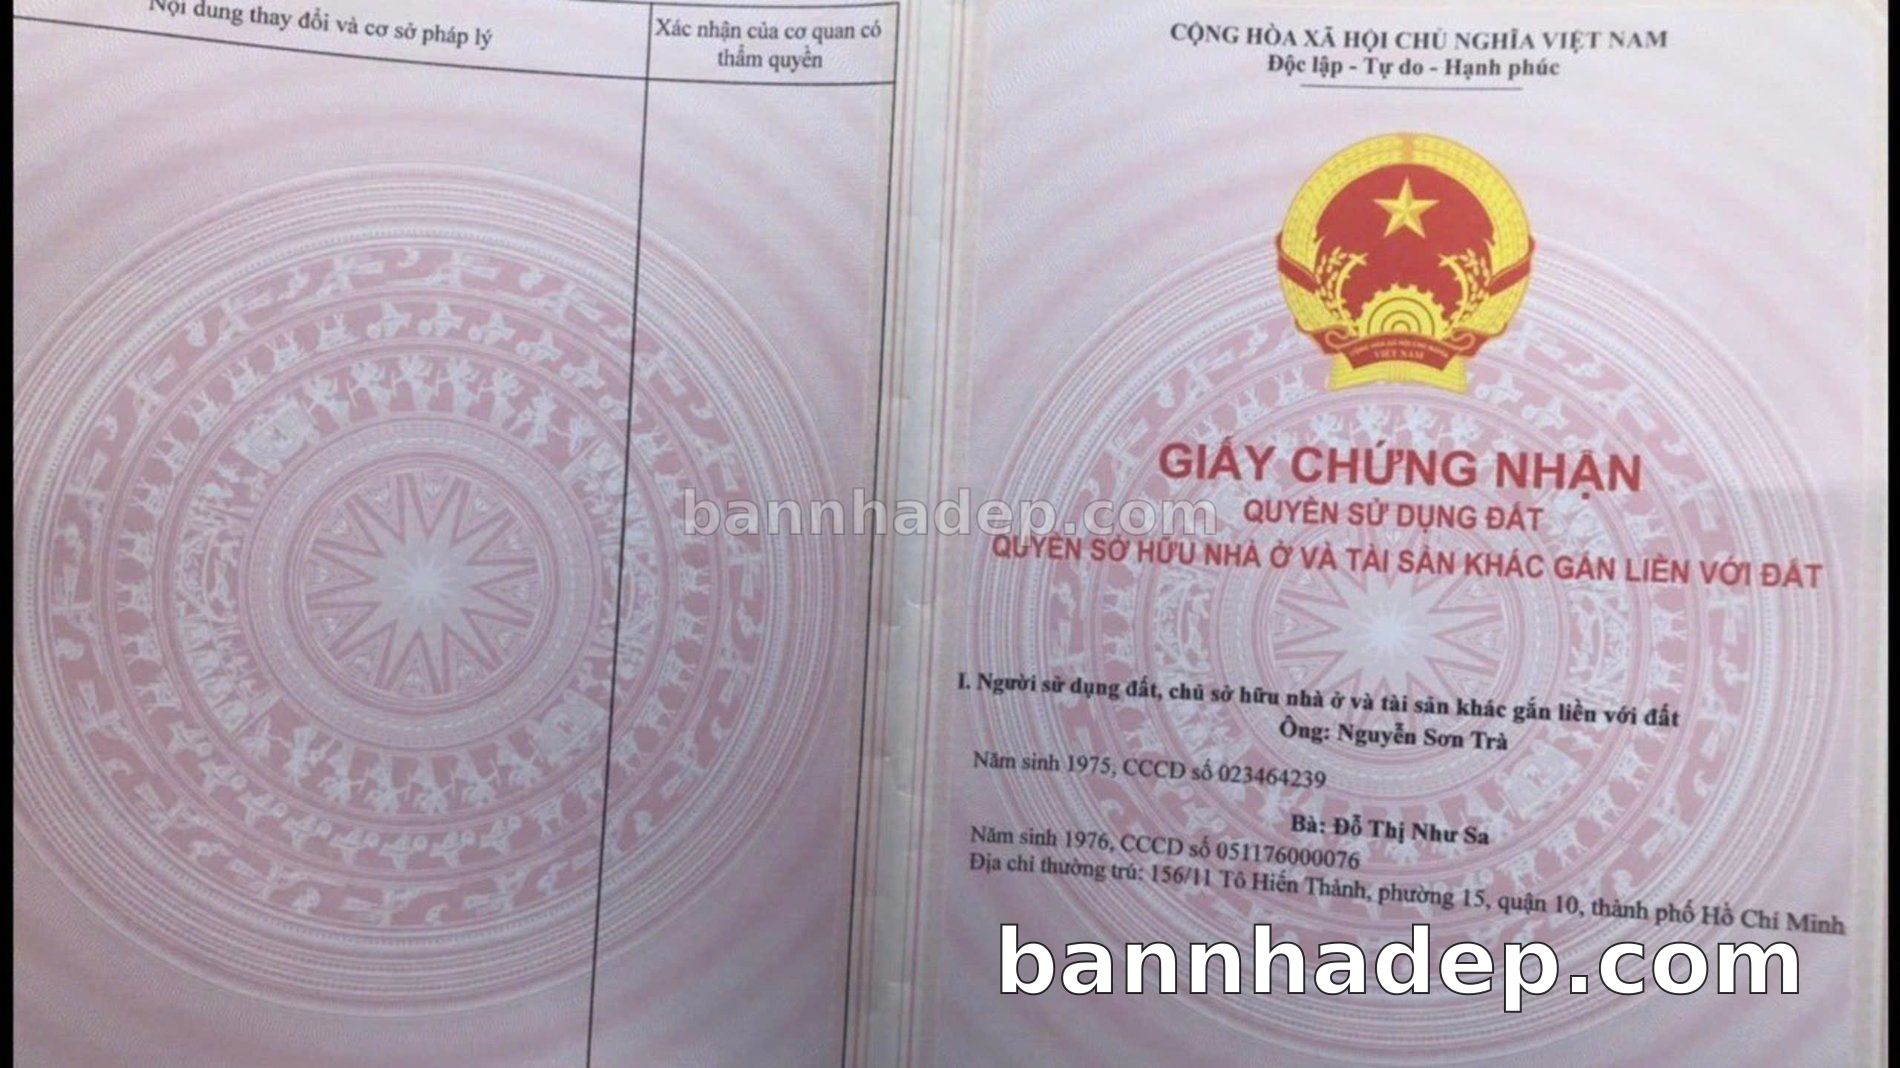 Nội dung thay đổi và cơ sở pháp lý
Xác nhận của cơ quan có
thẩm quyền
CỘNG HÒA XÃ HỘI CHỦ NGHĨA VIỆT NAM
Độc lập - Tự do - Hạnh phúc
VIỆT NAM
GIẤY CHỨNG NHẬN
QUYỀN SỬ DỤNG ĐẤT
QUYỀN SỞ HỮU NHÀ Ở VÀ TÀI SẢN KHÁC GẮN LIỀN VỚI ĐẤT
bannhadep.com
I. Người sử dụng đất, chủ sở hữu nhà ở và tài sản khác gắn liền với đất
Ông: Nguyễn Sơn Trà
Năm sinh 1975, CCCD số 023464239
Bà: Đỗ Thị Như Sa
Năm sinh 1976, CCCD số 051176000076
Địa chỉ thường trú: 156/11 Tô Hiến Thành, phường 15, quận 10, thành phố Hồ Chí Minh
bannhadep.com